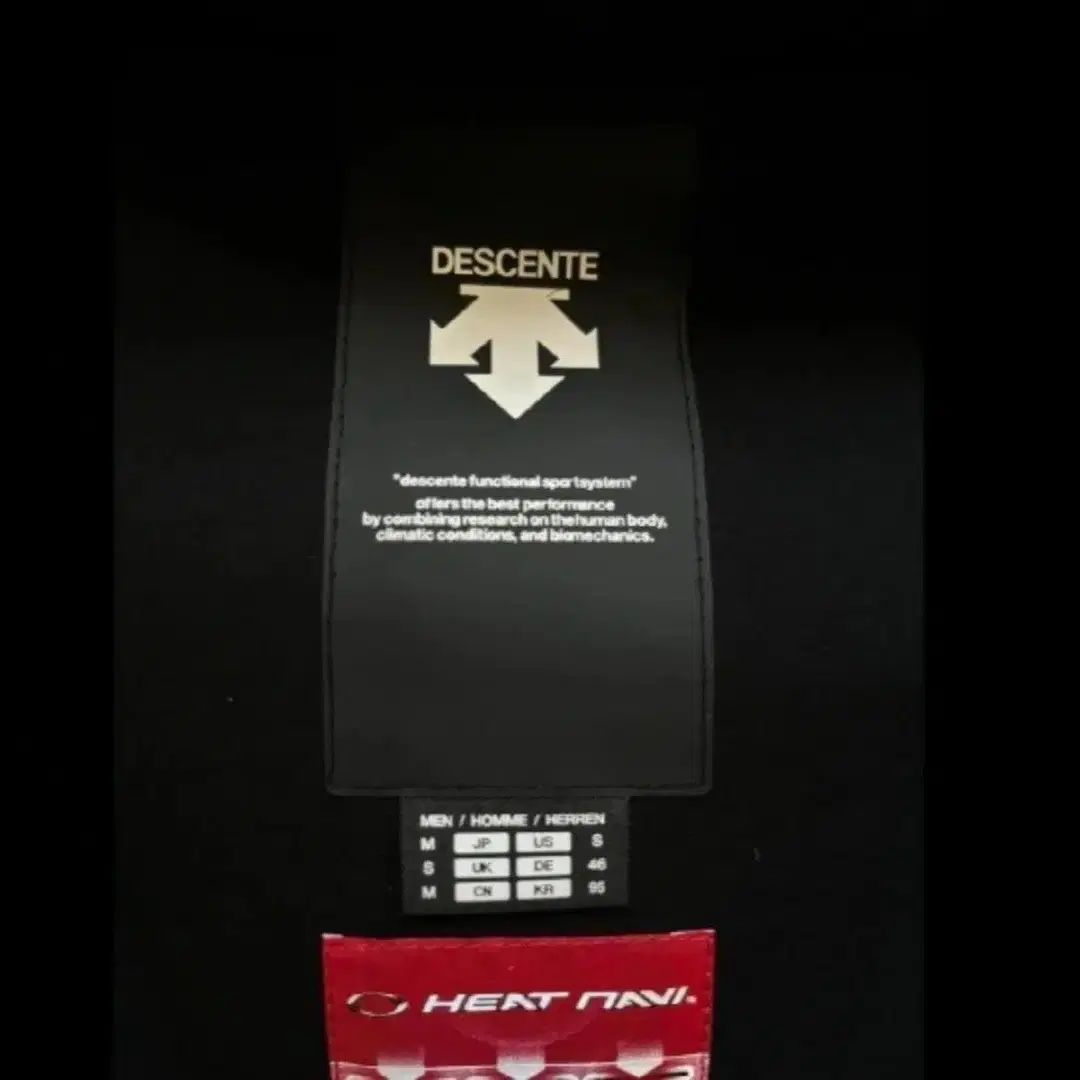 DESCENTE
"descente functional sportsystem"
offers the best performance
by combining research on the human body,
climatic conditions, and biomechanics.
MEN / HOMME / HERREN
M JP US S
S UK DE 46
M CN KR 95
HEAT NAVI